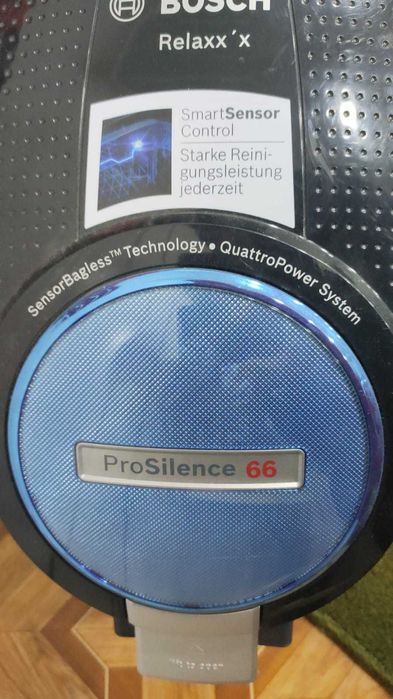 BOSCH
Relaxx´x
SmartSensor
Control
Starke Reini-
gungsleistung
jederzeit
SensorBagless™ Technology • QuattroPower System
ProSilence 66